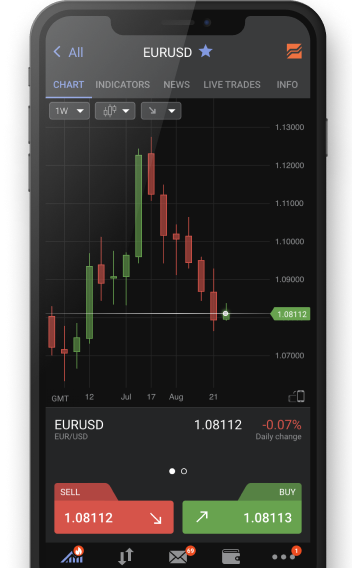 All EURUSD
CHART INDICATORS NEWS LIVE TRADES INFO
1W
1.13000
1.12000
1.11000
1.10000
1.09000
1.08112
1.07000
GMT 12 Jul 17 Aug 21
EURUSD 1.08112 -0.07%
EUR/USD Daily change
SELL BUY
1.08112 1.08113
69 1